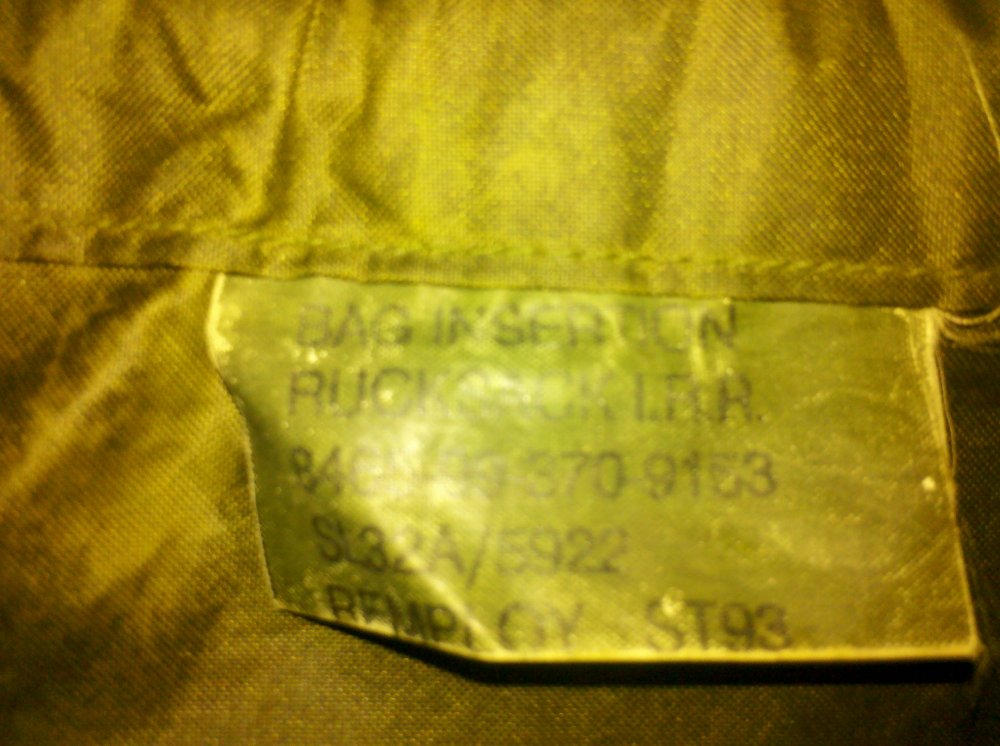 BAG INSERTION
RUCKSACK I.R.R.
370-9153
SL32A/5922
REMPLOY ST93